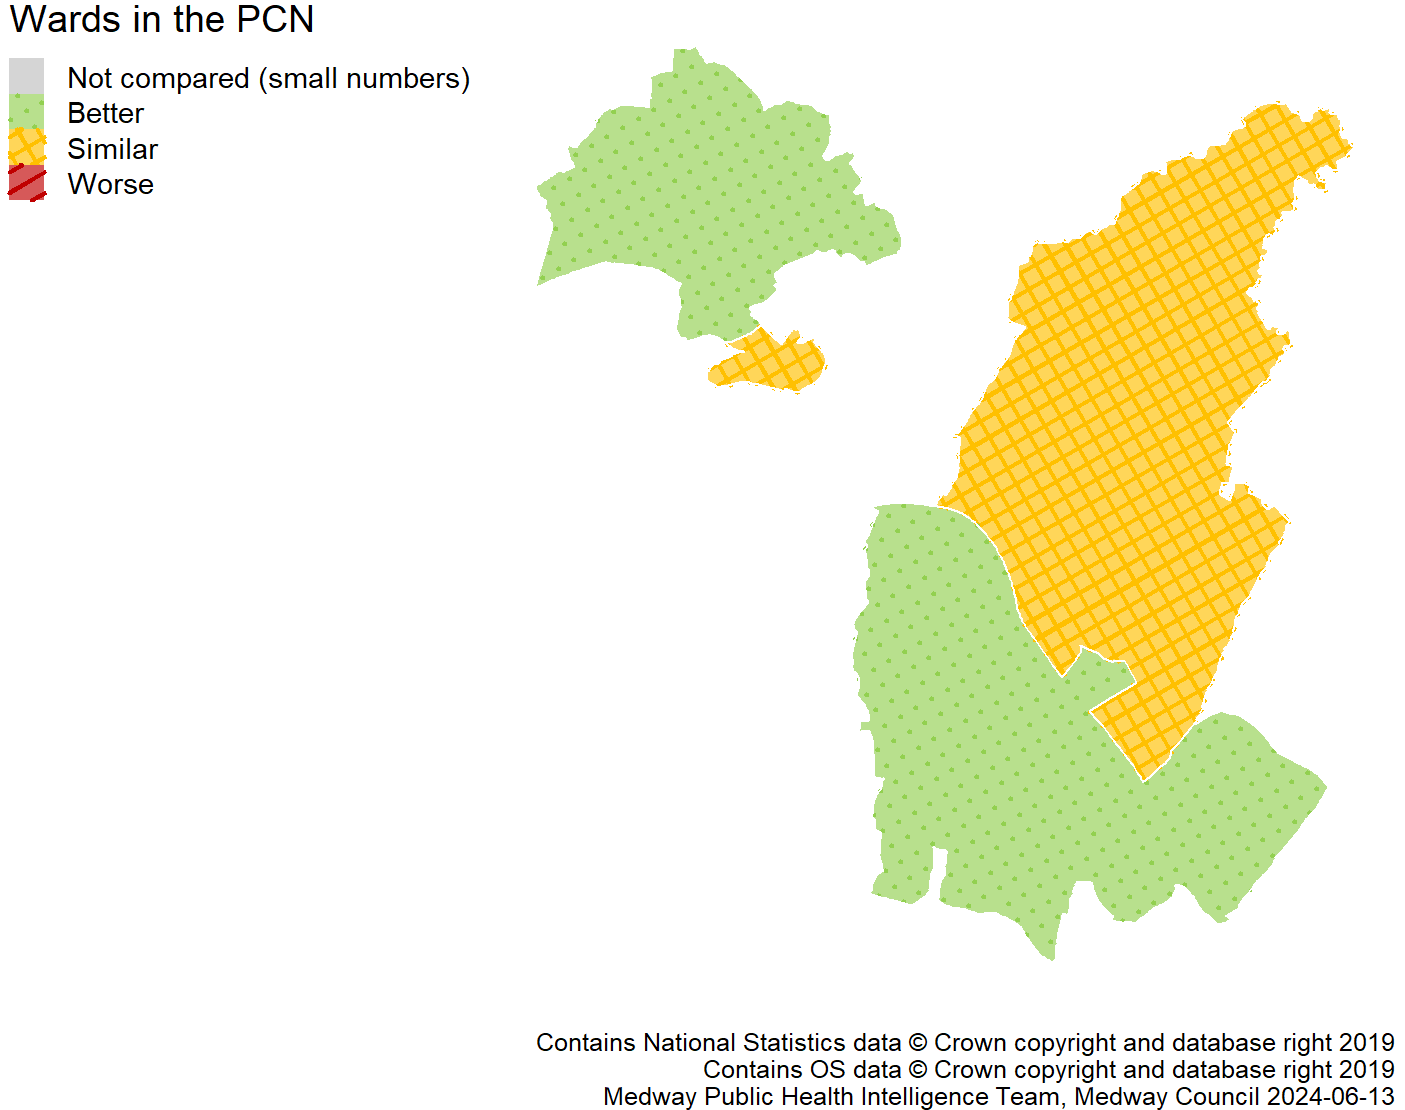 Wards in the PCN
Not compared (small numbers)
Better
Similar
Worse
Contains National Statistics data © Crown copyright and database right 2019
Contains OS data © Crown copyright and database right 2019
Medway Public Health Intelligence Team, Medway Council 2024-06-13